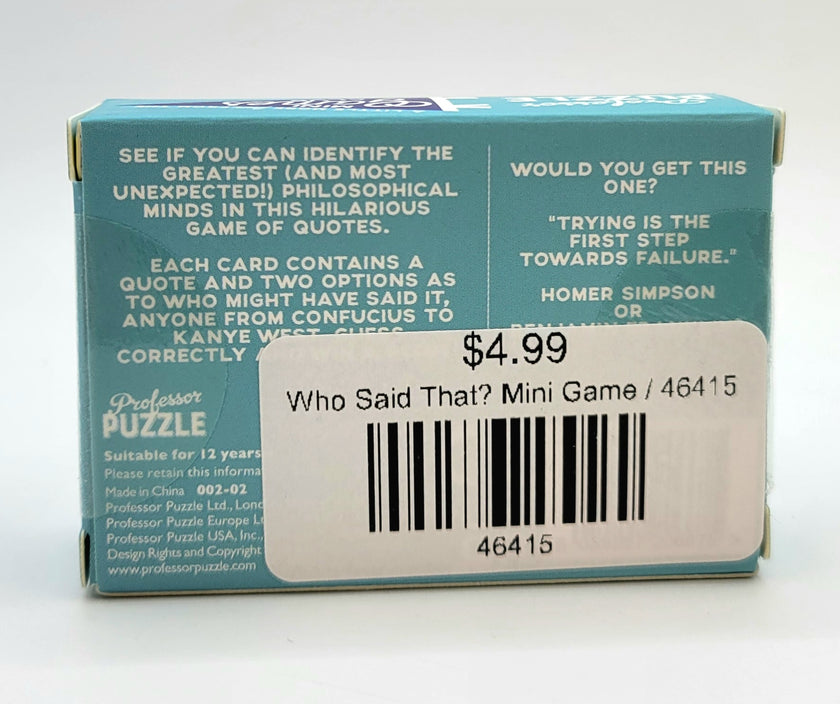 SEE IF YOU CAN IDENTIFY THE
GREATEST (AND MOST
UNEXPECTED!) PHILOSOPHICAL
MINDS IN THIS HILARIOUS
GAME OF QUOTES.
EACH CARD CONTAINS A
QUOTE AND TWO OPTIONS AS
TO WHO MIGHT HAVE SAID IT,
ANYONE FROM CONFUCIUS TO
KANYE WEST. GUESS
CORRECTLY
WOULD YOU GET THIS
ONE?
"TRYING IS THE
FIRST STEP
TOWARDS FAILURE."
HOMER SIMPSON
OR
$4.99
Who Said That? Mini Game / 46415
46415
Professor
PUZZLE
Suitable for 12 years
Please retain this informa
Made in China 002-02
Professor Puzzle Ltd., Lond
Professor Puzzle Europe Lt
Professor Puzzle USA, Inc.,
Design Rights and Copyright
www.professorpuzzle.com